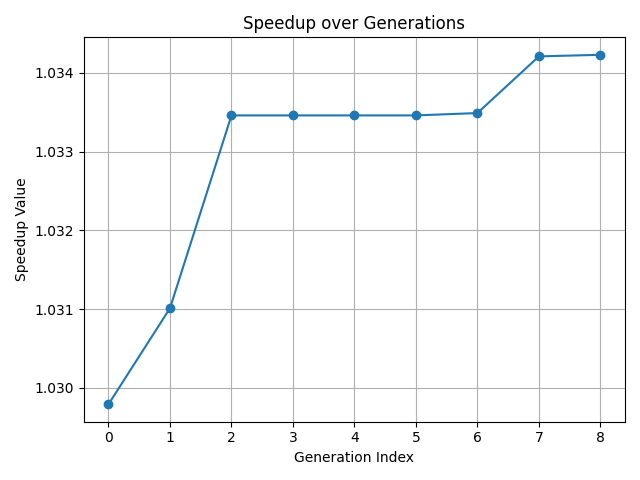 Speedup over Generations
Speedup Value
1.034
1.033
1.032
1.031
1.030
0 1 2 3 4 5 6 7 8
Generation Index